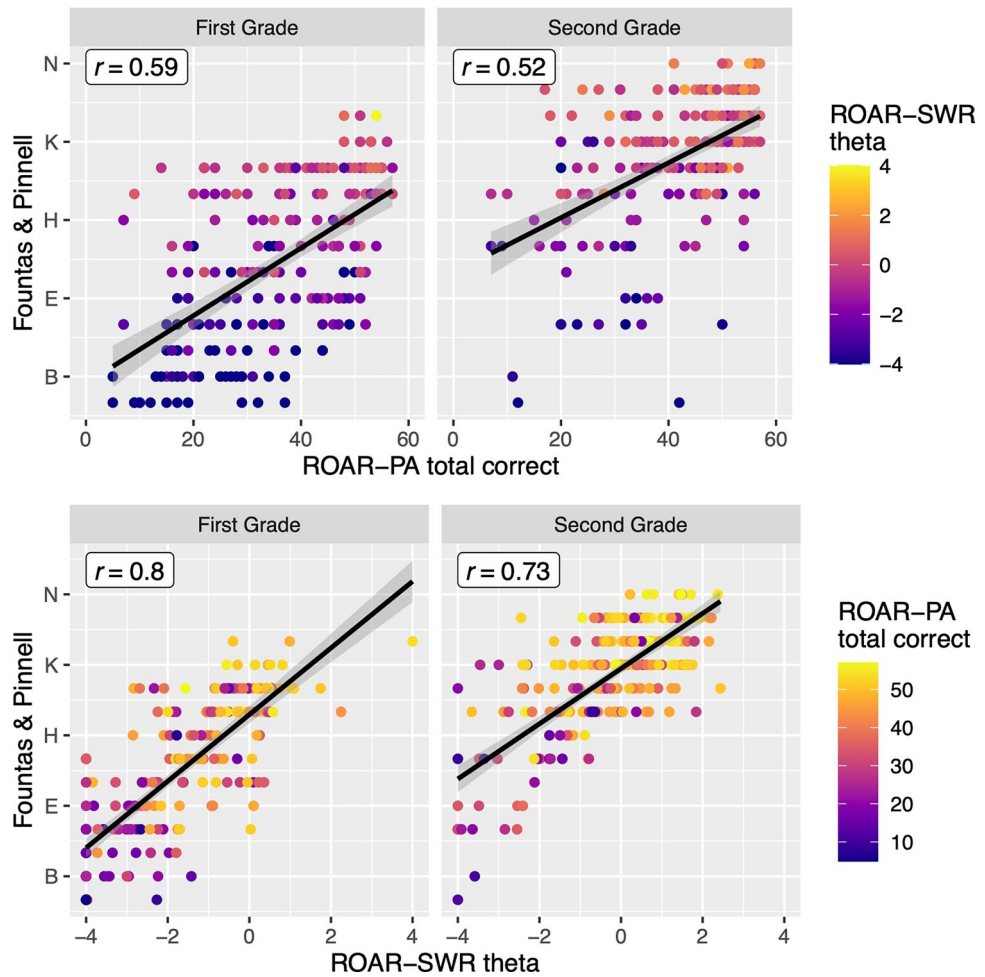 First Grade
Second Grade
r = 0.59
r = 0.52
N
K
H
E
B
Fountas & Pinnell
0 20 40 60
0 20 40 60
ROAR−PA total correct
ROAR−SWR
theta
4
2
0
−2
−4
First Grade
Second Grade
r = 0.8
r = 0.73
N
K
H
E
B
Fountas & Pinnell
−4 −2 0 2 4
−4 −2 0 2 4
ROAR−SWR theta
ROAR−PA
total correct
50
40
30
20
10